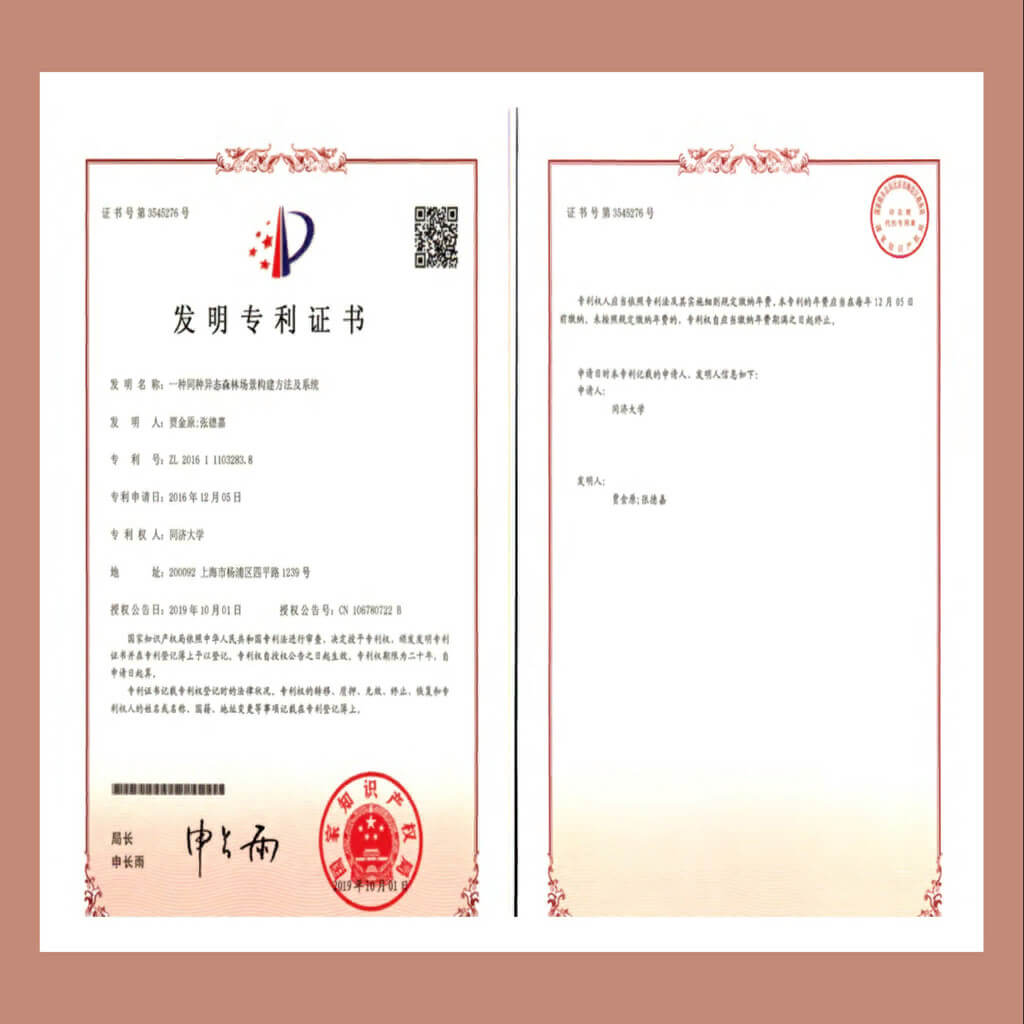 证书号第3545276号
发明专利证书
发 明 名 称：一种同种异态森林场景构建方法及系统
发 明 人：贾金原;张德嘉
专 利 号：ZL 2016 1 1103283.8
专利申请日：2016年12月05日
专 利 权 人：同济大学
地 址：200092 上海市杨浦区四平路1239号
授权公告日：2019年10月01日 授权公告号：CN 106780722 B
国家知识产权局依照中华人民共和国专利法进行审查，决定授予专利权，颁发发明专利
证书并在专利登记簿上予以登记。专利权自授权公告之日起生效。专利权期限为二十年，自
申请日起算。
专利证书记载专利权登记时的法律状况。专利权的转移、质押、无效、终止、恢复和专
利权人的姓名或名称、国籍、地址变更等事项记载在专利登记簿上。
局长
申长雨
申长雨
国家知识产权局
2019年10月01日
证书号第3545276号
专利权人应当依照专利法及其实施细则规定缴纳年费。本专利的年费应当在每年12月05日
前缴纳。未按照规定缴纳年费的，专利权自应当缴纳年费期满之日起终止。
申请日时本专利记载的申请人、发明人信息如下：
申请人：
同济大学
发明人：
贾金原;张德嘉